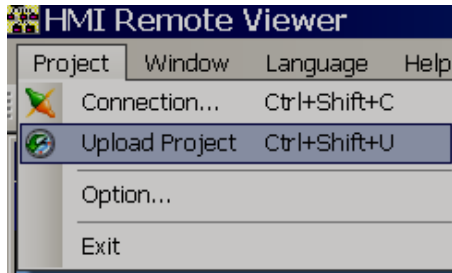 HMI Remote Viewer
Project Window Language Help
Connection... Ctrl+Shift+C
Upload Project Ctrl+Shift+U
Option...
Exit